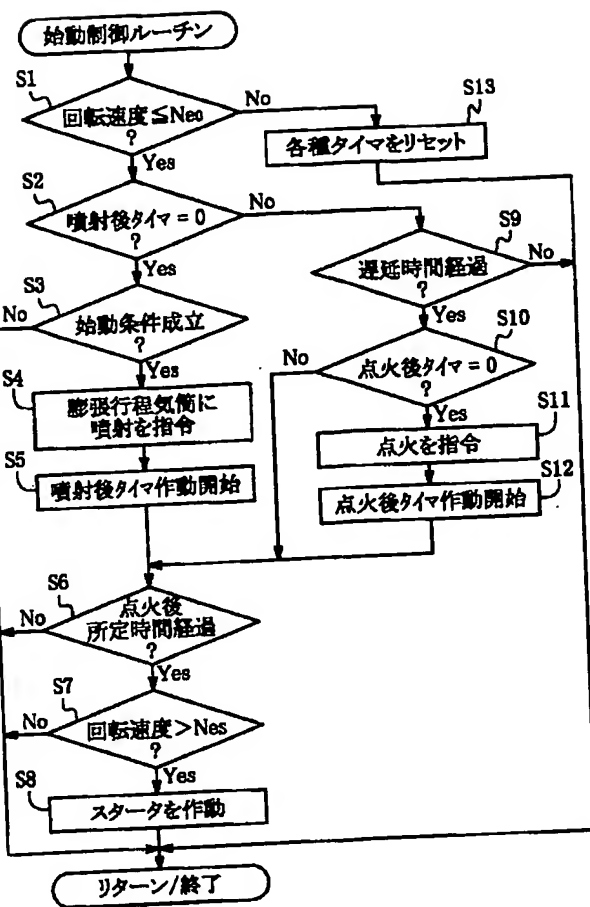 始動制御ルーチン
S1
回転速度≦Neo
?
No
Yes
S13
各種タイマをリセット
S2
噴射後タイマ=0
?
No
Yes
S9
遅延時間経過
?
No
Yes
S3
始動条件成立
?
No
Yes
S10
点火後タイマ=0
?
No
Yes
S4
膨張行程気筒に
噴射を指令
S11
点火を指令
S5
噴射後タイマ作動開始
S12
点火後タイマ作動開始
S6
点火後
所定時間経過
?
No
Yes
S7
回転速度>Nes
?
No
Yes
S8
スタータを作動
リターン/終了